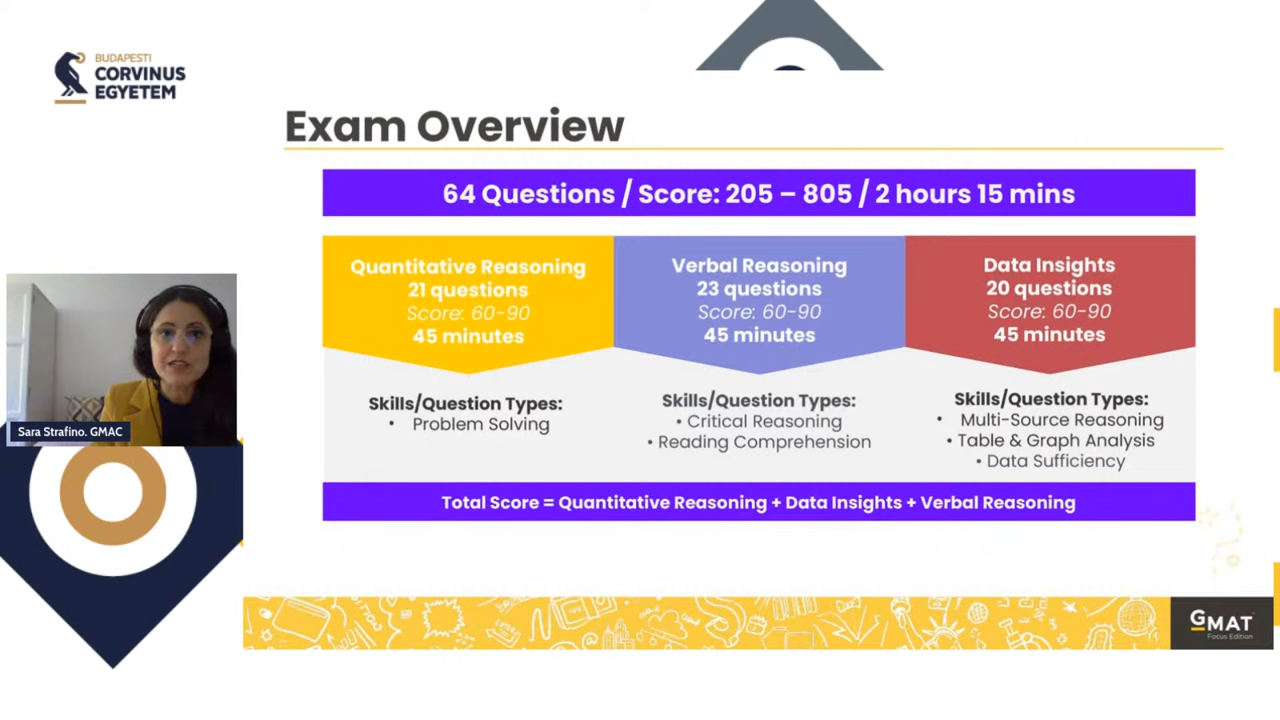 BUDAPESTI
CORVINUS
EGYETEM
Exam Overview
64 Questions / Score: 205 – 805 / 2 hours 15 mins
Quantitative Reasoning
21 questions
Score: 60-90
45 minutes
Skills/Question Types:
• Problem Solving
Verbal Reasoning
23 questions
Score: 60-90
45 minutes
Skills/Question Types:
• Critical Reasoning
• Reading Comprehension
Data Insights
20 questions
Score: 60-90
45 minutes
Skills/Question Types:
• Multi-Source Reasoning
• Table & Graph Analysis
• Data Sufficiency
Total Score = Quantitative Reasoning + Data Insights + Verbal Reasoning
Sara Strafino. GMAC
GMAT™
Focus Edition